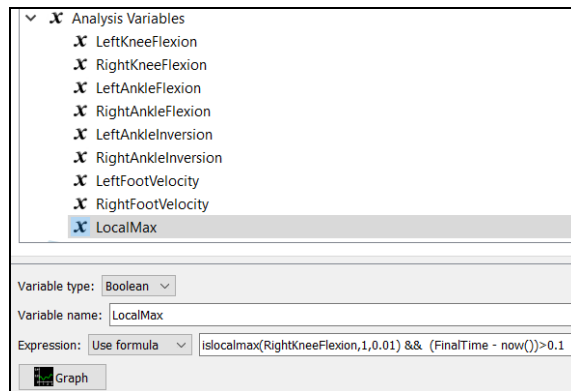 x Analysis Variables
x LeftKneeFlexion
x RightKneeFlexion
x LeftAnkleFlexion
x RightAnkleFlexion
x LeftAnkleInversion
x RightAnkleInversion
x LeftFootVelocity
x RightFootVelocity
x LocalMax
Variable type: Boolean
Variable name: LocalMax
Expression: Use formula islocalmax(RightKneeFlexion,1,0.01) && (FinalTime - now())>0.1
Graph